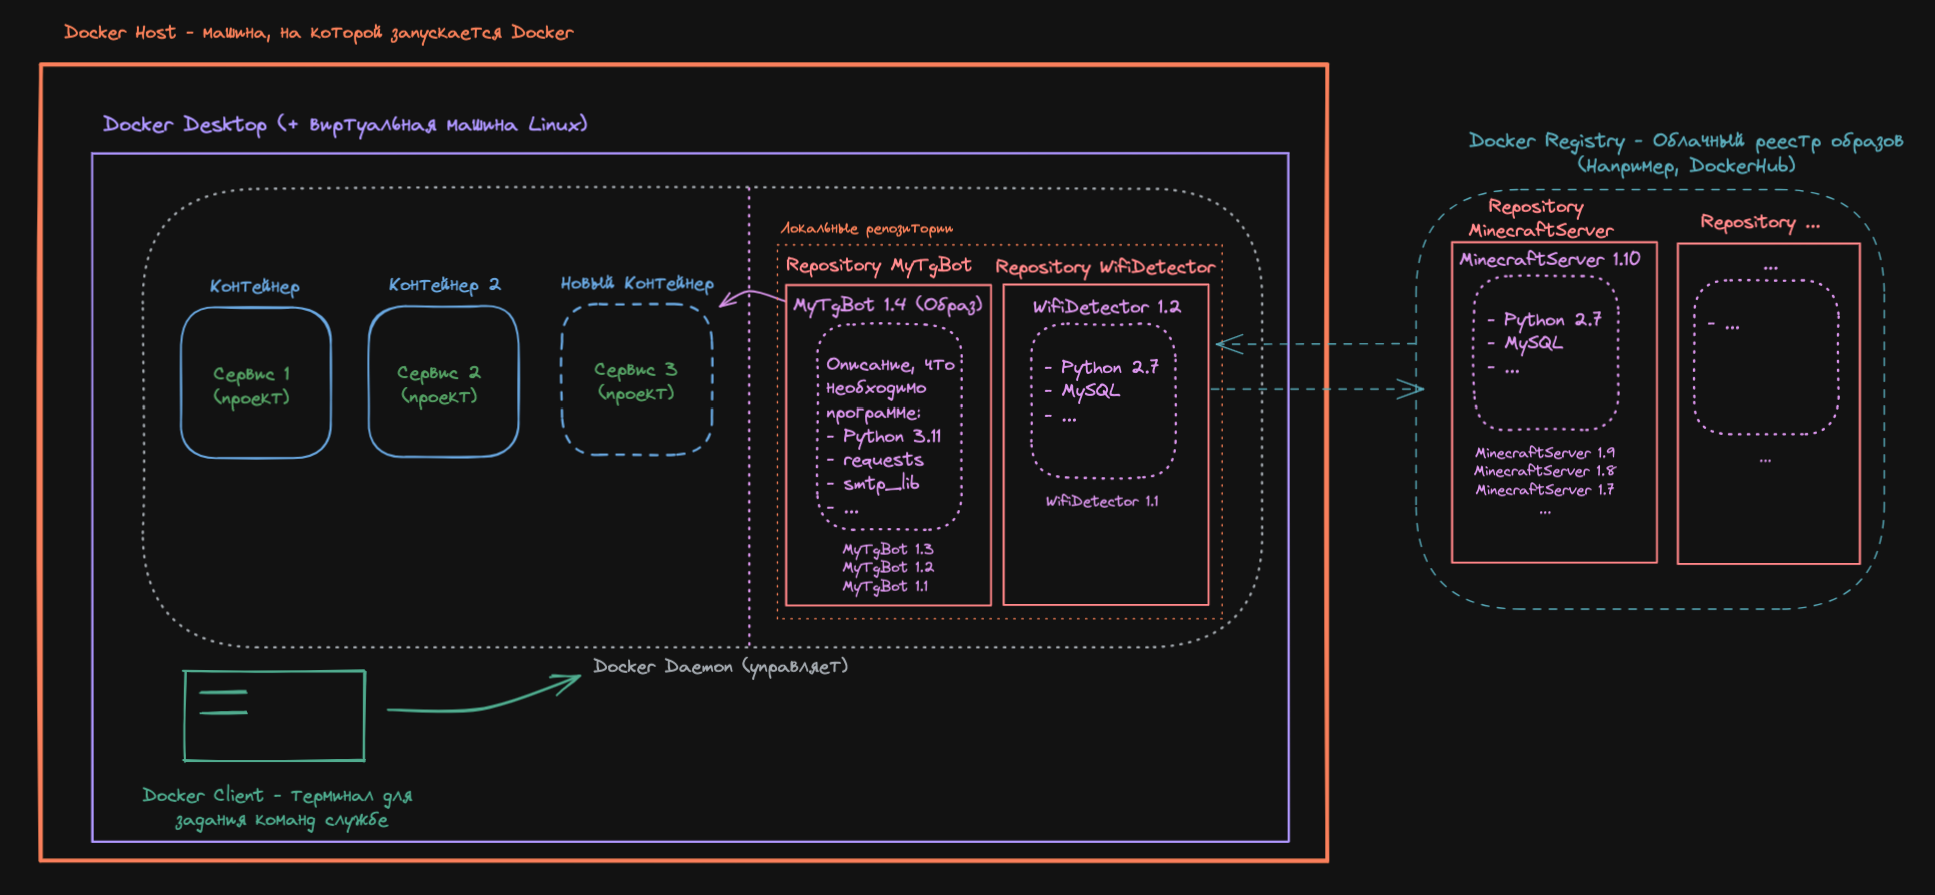 Docker Host - машина, на которой запускается Docker
Docker Desktop (+ виртуальная машина Linux)
Контейнер
Сервис 1
(проект)
Контейнер 2
Сервис 2
(проект)
Новый контейнер
Сервис 3
(проект)
Локальные репозитории
Repository MyTgBot
MyTgBot 1.4 (Образ)
Описание, что
необходимо
программе:
- Python 3.11
- requests
- smtp_lib
- ...
MyTgBot 1.3
MyTgBot 1.2
MyTgBot 1.1
Repository WifiDetector
WifiDetector 1.2
- Python 2.7
- MySQL
- ...
WifiDetector 1.1
Docker Daemon (управляет)
Docker Client - терминал для
задания команд службе
Docker Registry - Облачный реестр образов
(Например, DockerHub)
Repository
MinecraftServer
MinecraftServer 1.10
- Python 2.7
- MySQL
- ...
MinecraftServer 1.9
MinecraftServer 1.8
MinecraftServer 1.7
...
Repository ...
...
- ...
...